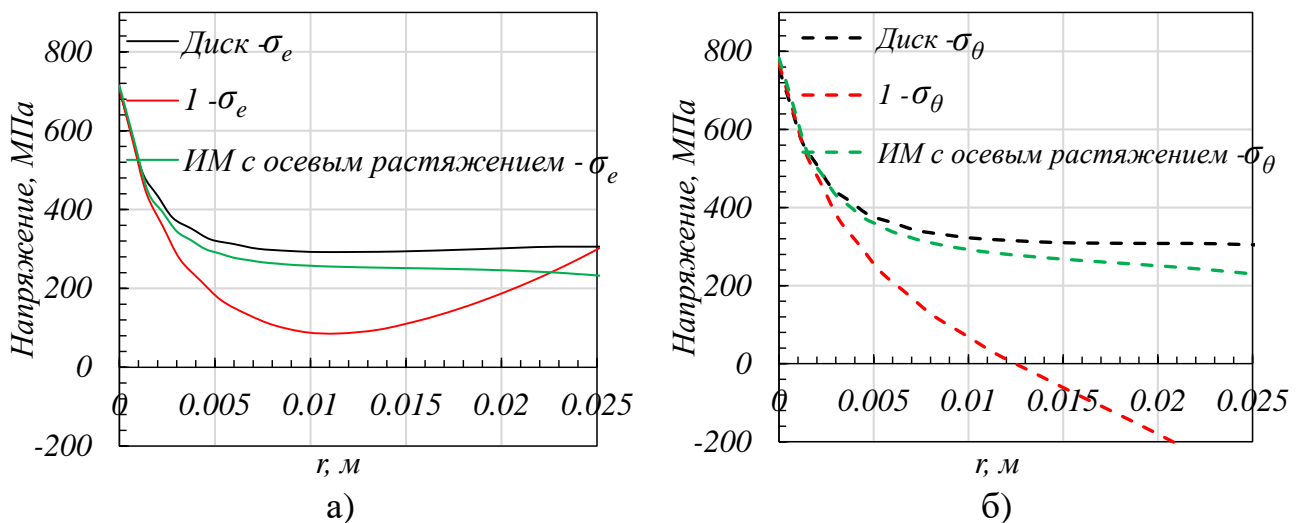 Напряжение, МПа
800
600
400
200
0
-200
Диск -σe
1 -σe
ИМ с осевым растяжением - σe
0 0.005 0.01 0.015 0.02 0.025
r, м
а)
Напряжение, МПа
800
600
400
200
0
-200
Диск -σθ
1 -σθ
ИМ с осевым растяжением -σθ
0 0.005 0.01 0.015 0.02 0.025
r, м
б)